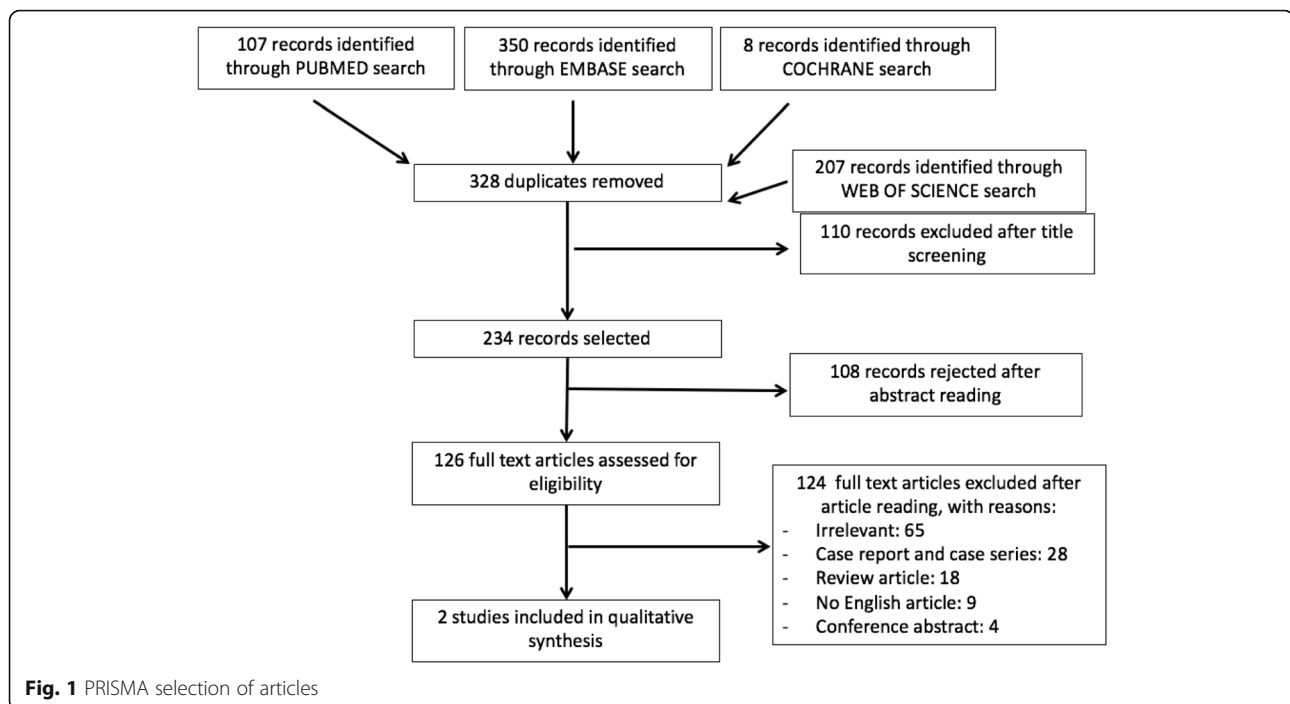 107 records identified
through PUBMED search
350 records identified
through EMBASE search
8 records identified through
COCHRANE search
328 duplicates removed
207 records identified through
WEB OF SCIENCE search
110 records excluded after title
screening
234 records selected
108 records rejected after
abstract reading
126 full text articles assessed for
eligibility
124 full text articles excluded after
article reading, with reasons:
- Irrelevant: 65
- Case report and case series: 28
- Review article: 18
- No English article: 9
- Conference abstract: 4
2 studies included in qualitative
synthesis
Fig. 1 PRISMA selection of articles